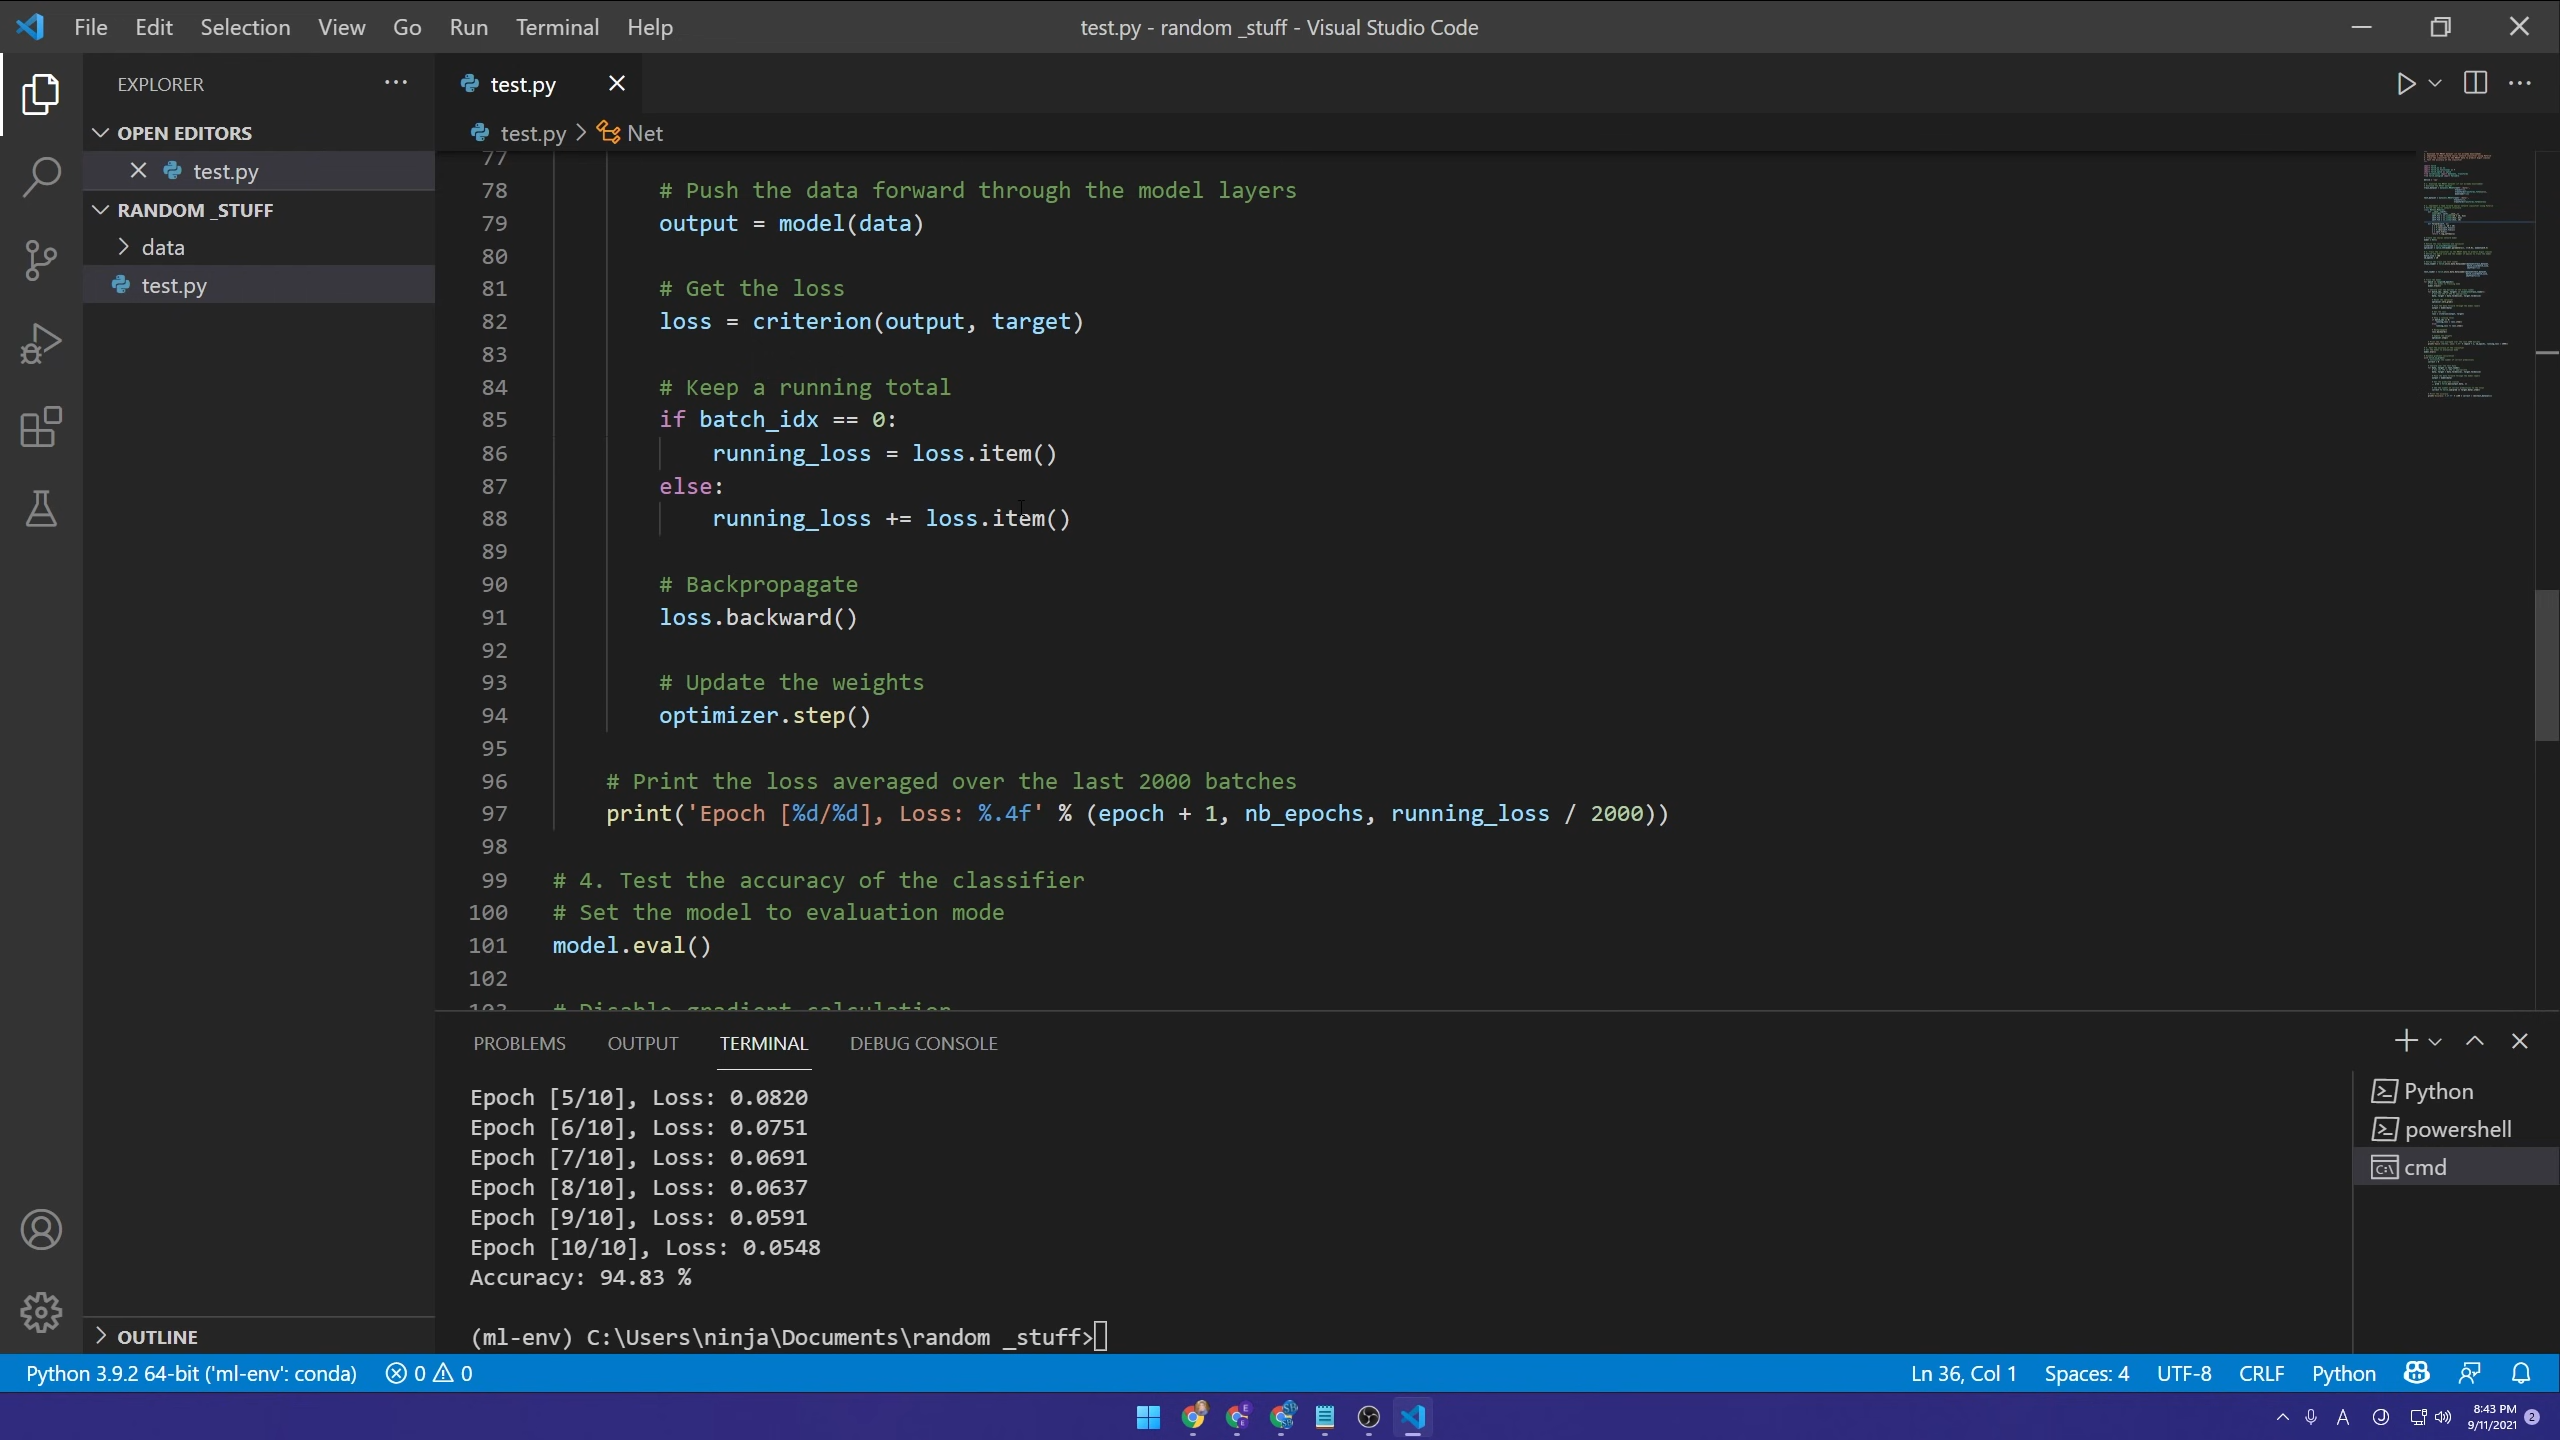 File Edit Selection View Go Run Terminal Help
test.py - random _stuff - Visual Studio Code
EXPLORER
OPEN EDITORS
test.py
RANDOM _STUFF
data
test.py
OUTLINE
test.py
test.py > Net
77
78 # Push the data forward through the model layers
79 output = model(data)
80
81 # Get the loss
82 loss = criterion(output, target)
83
84 # Keep a running total
85 if batch_idx == 0:
86 running_loss = loss.item()
87 else:
88 running_loss += loss.item()
89
90 # Backpropagate
91 loss.backward()
92
93 # Update the weights
94 optimizer.step()
95
96 # Print the loss averaged over the last 2000 batches
97 print('Epoch [%d/%d], Loss: %.4f' % (epoch + 1, nb_epochs, running_loss / 2000))
98
99 # 4. Test the accuracy of the classifier
100 # Set the model to evaluation mode
101 model.eval()
102
103 # Disable gradient calculation
PROBLEMS OUTPUT TERMINAL DEBUG CONSOLE
Epoch [5/10], Loss: 0.0820
Epoch [6/10], Loss: 0.0751
Epoch [7/10], Loss: 0.0691
Epoch [8/10], Loss: 0.0637
Epoch [9/10], Loss: 0.0591
Epoch [10/10], Loss: 0.0548
Accuracy: 94.83 %
(ml-env) C:\Users\ninja\Documents\random _stuff>
Python
powershell
cmd
Python 3.9.2 64-bit ('ml-env': conda) 0 0
Ln 36, Col 1 Spaces: 4 UTF-8 CRLF Python
8:43 PM
9/11/2021
2